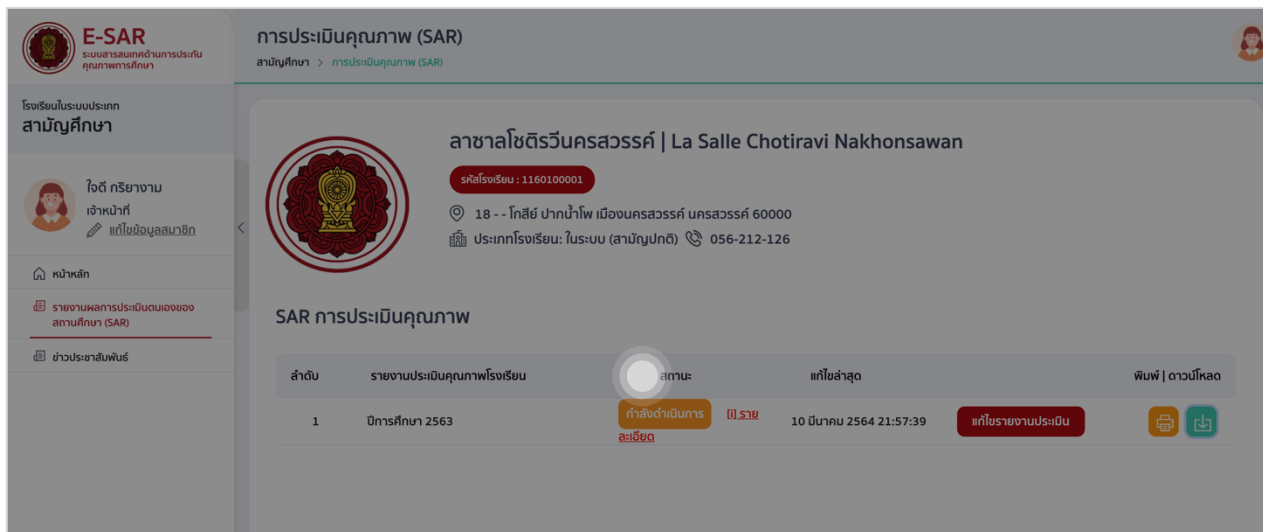 E-SAR
ระบบสารสนเทศด้านการประกัน
คุณภาพการศึกษา
การประเมินคุณภาพ (SAR)
สามัญศึกษา > การประเมินคุณภาพ (SAR)
โรงเรียนในระบบประเภท
สามัญศึกษา
ใจดี กริยางาม
เจ้าหน้าที่
แก้ไขข้อมูลสมาชิก
หน้าหลัก
รายงานผลการประเมินตนเองของ
สถานศึกษา (SAR)
ข่าวประชาสัมพันธ์
ลาซาลโชติรวีนครสวรรค์ | La Salle Chotiravi Nakhonsawan
รหัสโรงเรียน : 1160100001
18 - - โกสีย์ ปากน้ำโพ เมืองนครสวรรค์ นครสวรรค์ 60000
ประเภทโรงเรียน: ในระบบ (สามัญปกติ) 056-212-126
SAR การประเมินคุณภาพ
ลำดับ รายงานประเมินคุณภาพโรงเรียน สถานะ แก้ไขล่าสุด พิมพ์ | ดาวน์โหลด
1 ปีการศึกษา 2563 กำลังดำเนินการ [i] ราย 10 มีนาคม 2564 21:57:39 แก้ไขรายงานประเมิน
ละเอียด